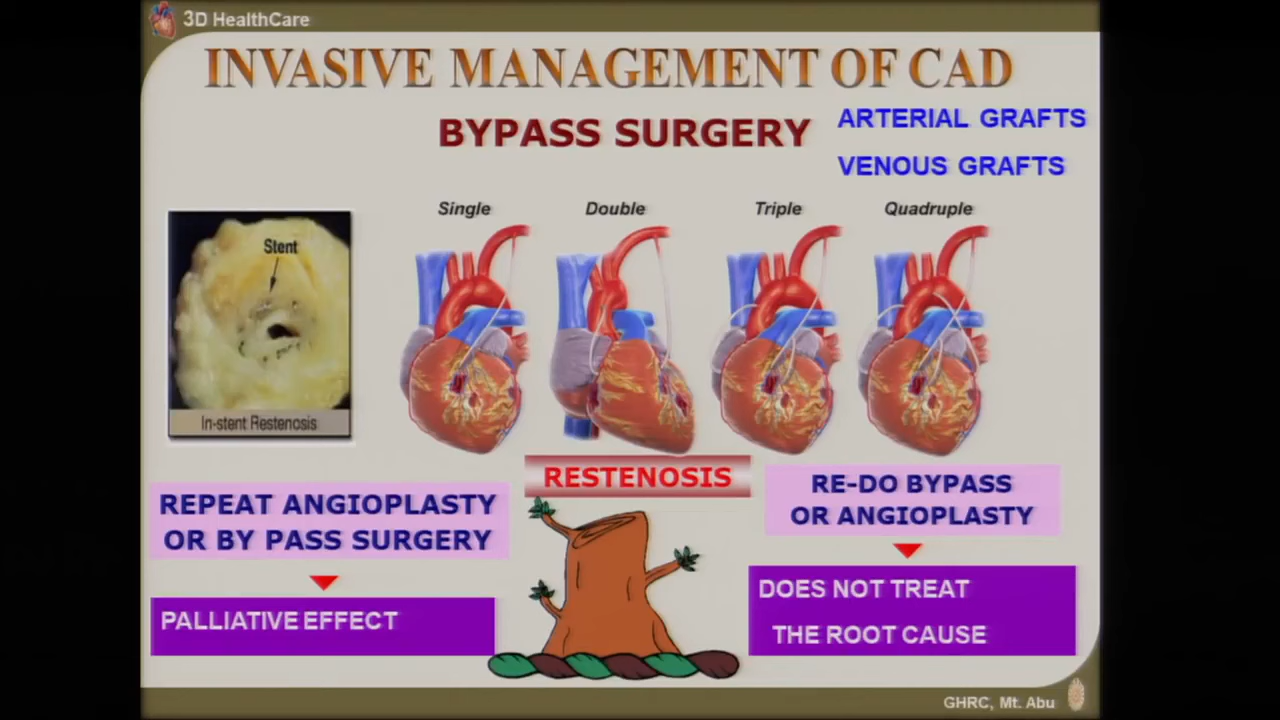 3D HealthCare
INVASIVE MANAGEMENT OF CAD
BYPASS SURGERY
ARTERIAL GRAFTS
VENOUS GRAFTS
Single
Double
Triple
Quadruple
Stent
In-stent Restenosis
RESTENOSIS
REPEAT ANGIOPLASTY
OR BY PASS SURGERY
RE-DO BYPASS
OR ANGIOPLASTY
PALLIATIVE EFFECT
DOES NOT TREAT
THE ROOT CAUSE
GHRC, Mt. Abu